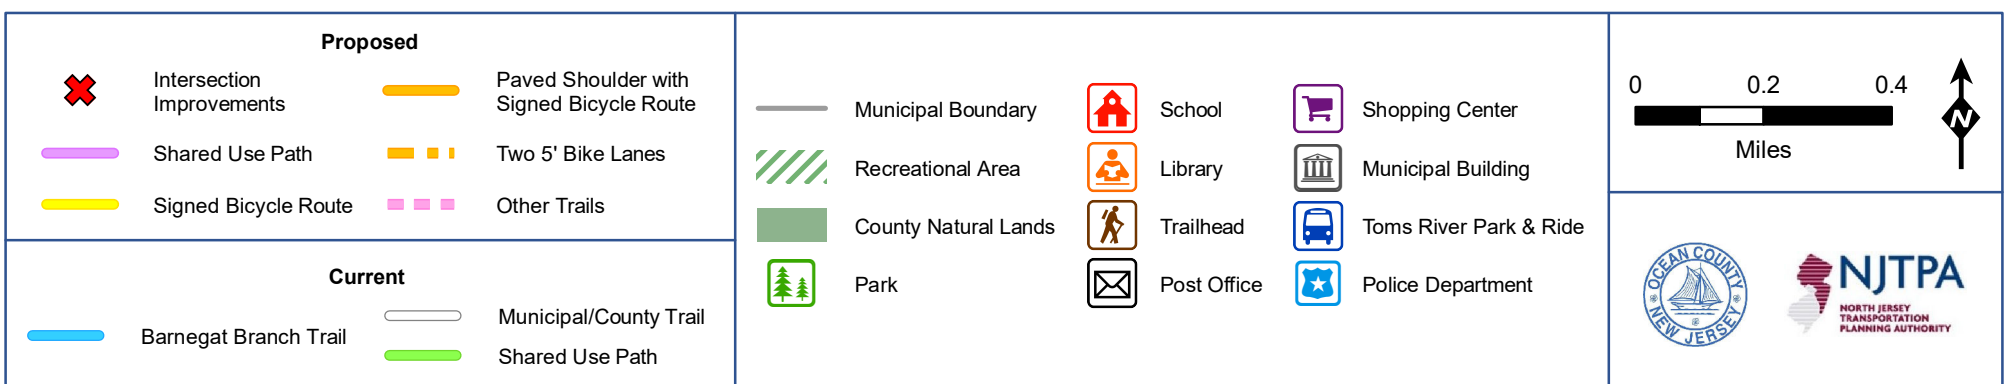 Proposed
Intersection
Improvements
Paved Shoulder with
Signed Bicycle Route
Shared Use Path
Two 5' Bike Lanes
Signed Bicycle Route
Other Trails
Current
Barnegat Branch Trail
Municipal/County Trail
Shared Use Path
Municipal Boundary
Recreational Area
County Natural Lands
Park
School
Library
Trailhead
Post Office
Shopping Center
Municipal Building
Toms River Park & Ride
Police Department
0 0.2 0.4
Miles
N
OCEAN COUNTY
NEW JERSEY
NJTPA
NORTH JERSEY
TRANSPORTATION
PLANNING AUTHORITY